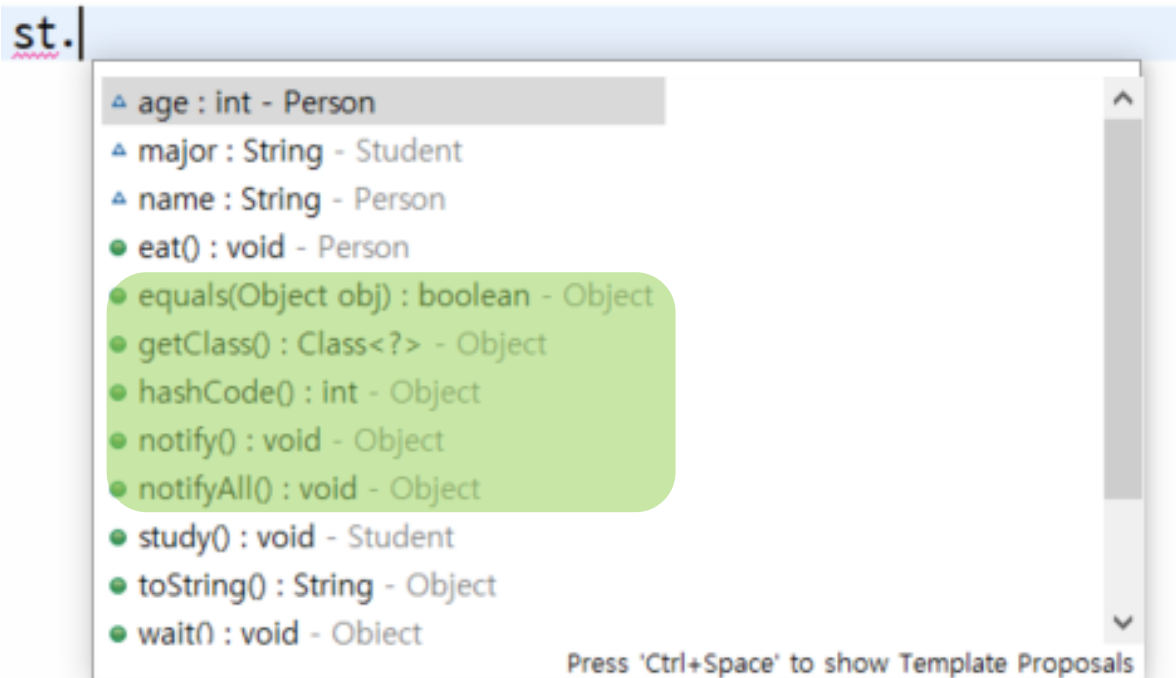 st.
age : int - Person
major : String - Student
name : String - Person
eat() : void - Person
equals(Object obj) : boolean - Object
getClass() : Class<?> - Object
hashCode() : int - Object
notify() : void - Object
notifyAll() : void - Object
study() : void - Student
toString() : String - Object
wait() : void - Object
Press 'Ctrl+Space' to show Template Proposals